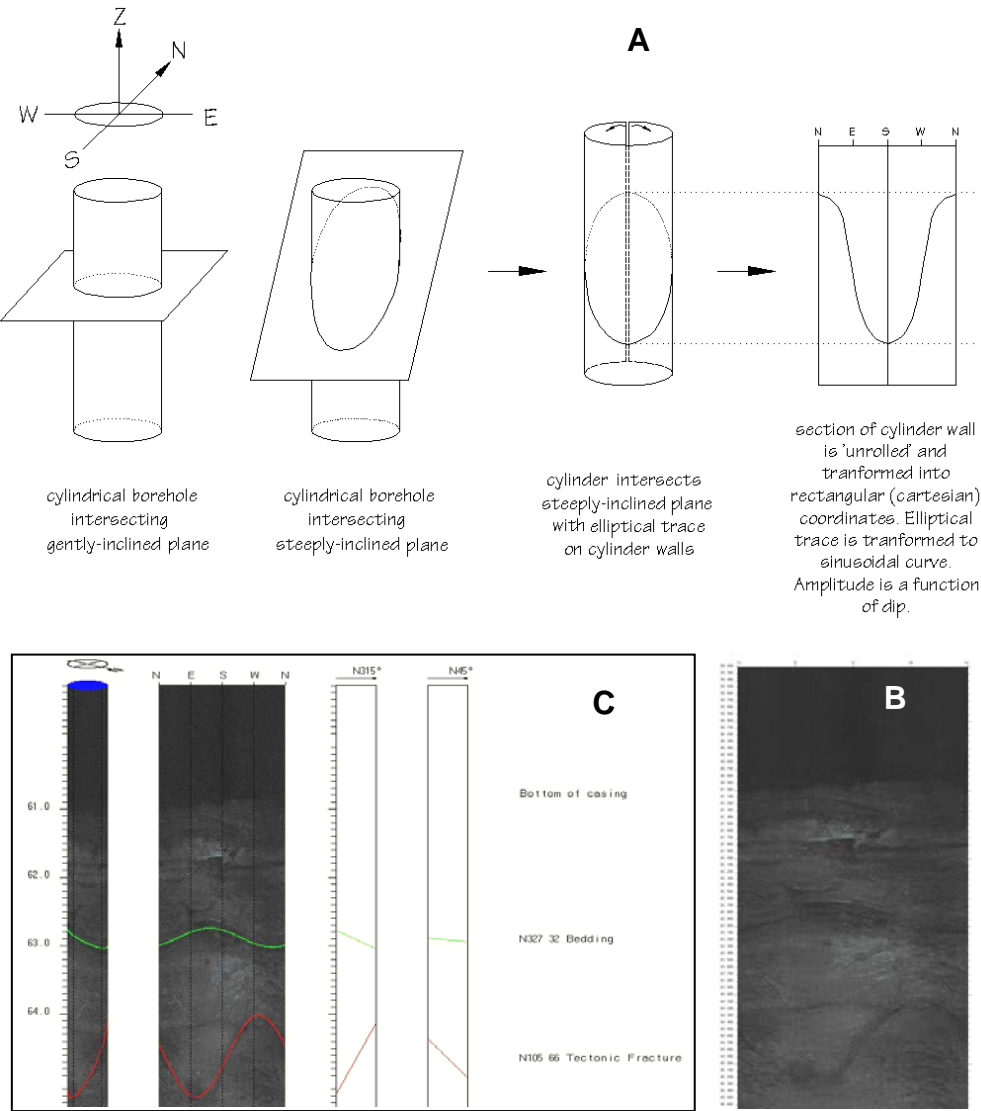 Z
N
W
E
S
A
N E S W N
cylindrical borehole
intersecting
gently-inclined plane
cylindrical borehole
intersecting
steeply-inclined plane
cylinder intersects
steeply-inclined plane
with elliptical trace
on cylinder walls
section of cylinder wall
is 'unrolled' and
tranformed into
rectangular (cartesian)
coordinates. Elliptical
trace is tranformed to
sinusoidal curve.
Amplitude is a function
of dip.
N E S W N
N315°
N45°
C
61.0
62.0
63.0
64.0
Bottom of casing
N327 32 Bedding
N105 66 Tectonic Fracture
B